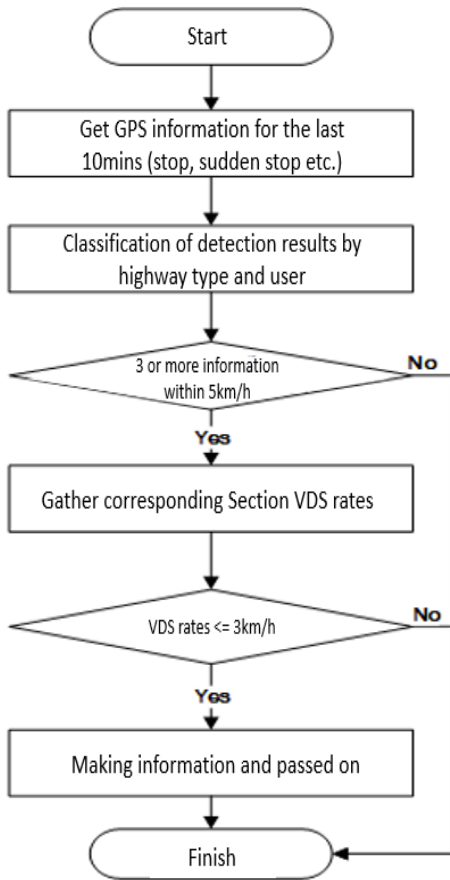 Start
Get GPS information for the last
10mins (stop, sudden stop etc.)
Classification of detection results by
highway type and user
3 or more information
within 5km/h
No
Yes
Gather corresponding Section VDS rates
VDS rates <= 3km/h
No
Yes
Making information and passed on
Finish